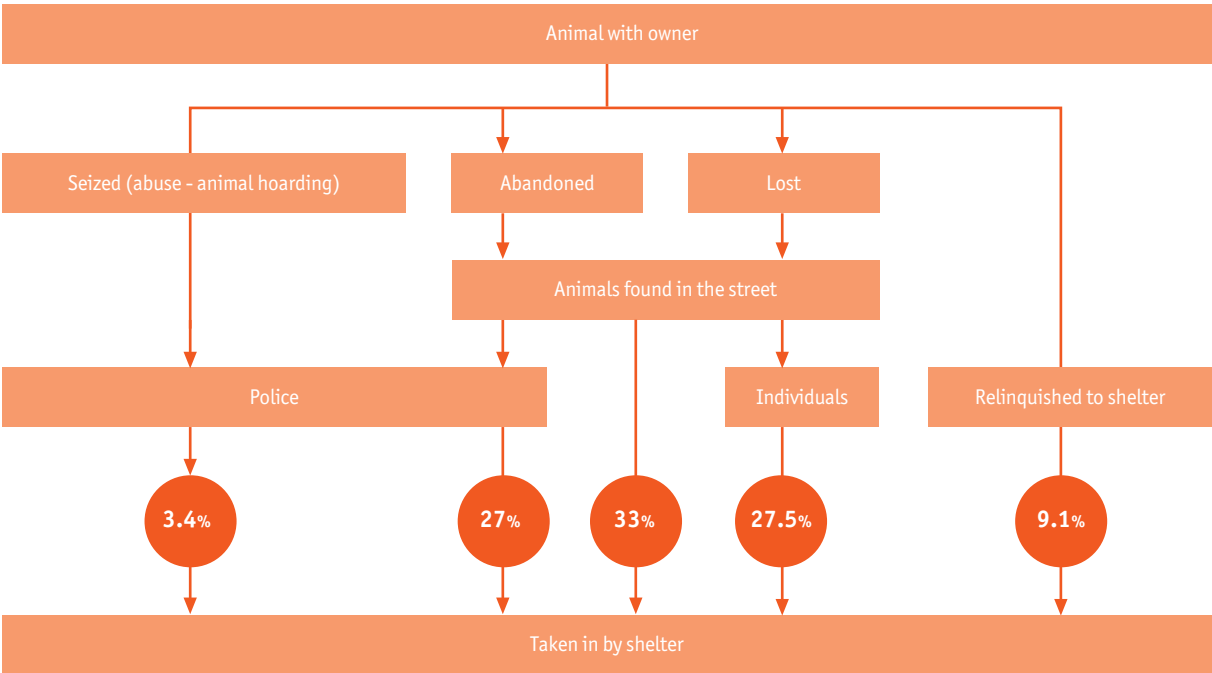 Animal with owner
Seized (abuse - animal hoarding)
Abandoned
Lost
Animals found in the street
Police
Individuals
Relinquished to shelter
3.4%
27%
33%
27.5%
9.1%
Taken in by shelter